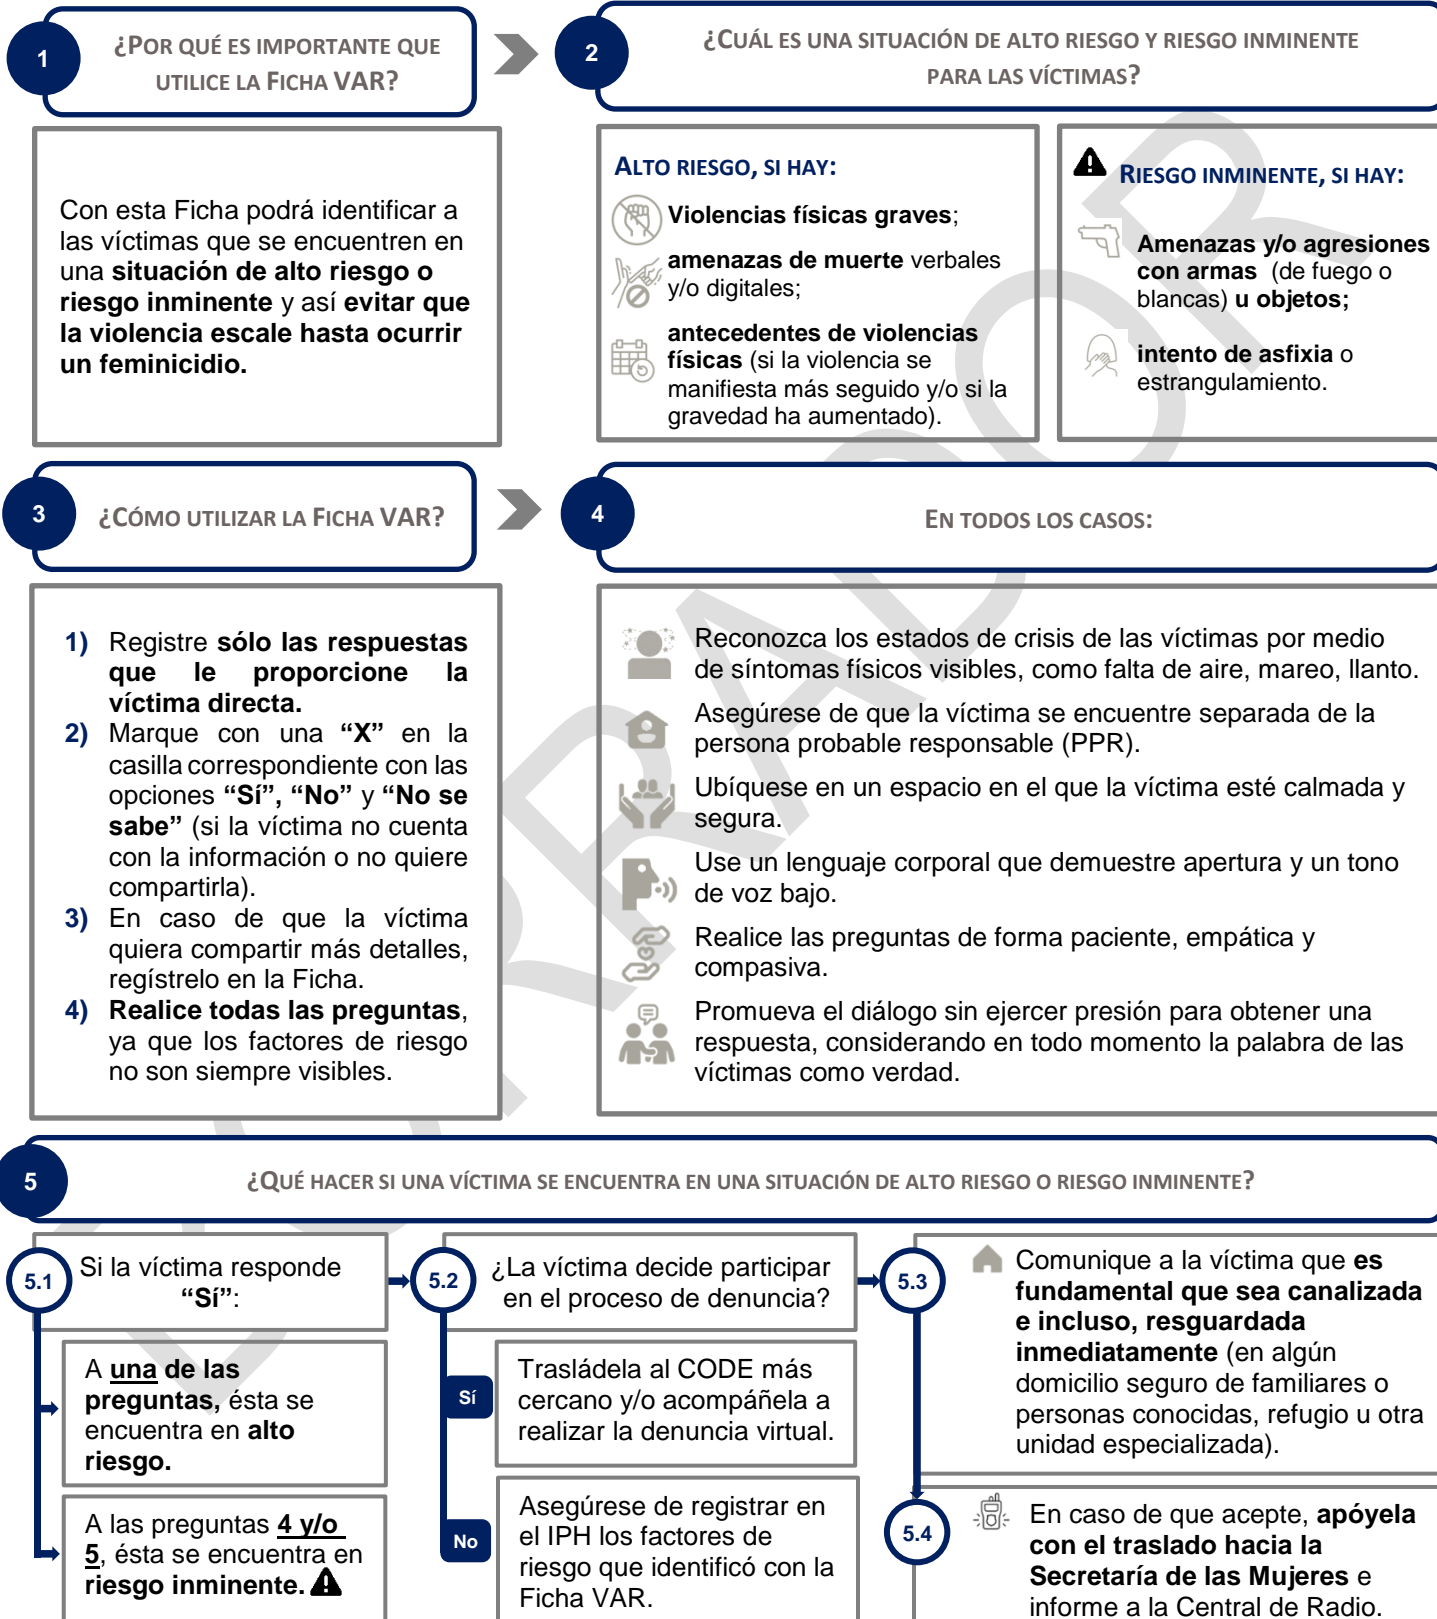 1
¿POR QUÉ ES IMPORTANTE QUE
UTILICE LA FICHA VAR?
2
¿CUÁL ES UNA SITUACIÓN DE ALTO RIESGO Y RIESGO INMINENTE
PARA LAS VÍCTIMAS?
Con esta Ficha podrá identificar a
las víctimas que se encuentren en
una situación de alto riesgo o
riesgo inminente y así evitar que
la violencia escale hasta ocurrir
un feminicidio.
ALTO RIESGO, SI HAY:
Violencias físicas graves;
amenazas de muerte verbales
y/o digitales;
antecedentes de violencias
físicas (si la violencia se
manifiesta más seguido y/o si la
gravedad ha aumentado).
RIESGO INMINENTE, SI HAY:
Amenazas y/o agresiones
con armas (de fuego o
blancas) u objetos;
intento de asfixia o
estrangulamiento.
3
¿CÓMO UTILIZAR LA FICHA VAR?
4
EN TODOS LOS CASOS:
1) Registre sólo las respuestas
que le proporcione la
víctima directa.
2) Marque con una “X” en la
casilla correspondiente con las
opciones “Sí”, “No” y “No se
sabe” (si la víctima no cuenta
con la información o no quiere
compartirla).
3) En caso de que la víctima
quiera compartir más detalles,
regístrelo en la Ficha.
4) Realice todas las preguntas,
ya que los factores de riesgo
no son siempre visibles.
Reconozca los estados de crisis de las víctimas por medio
de síntomas físicos visibles, como falta de aire, mareo, llanto.
Asegúrese de que la víctima se encuentre separada de la
persona probable responsable (PPR).
Ubíquese en un espacio en el que la víctima esté calmada y
segura.
Use un lenguaje corporal que demuestre apertura y un tono
de voz bajo.
Realice las preguntas de forma paciente, empática y
compasiva.
Promueva el diálogo sin ejercer presión para obtener una
respuesta, considerando en todo momento la palabra de las
víctimas como verdad.
5
¿QUÉ HACER SI UNA VÍCTIMA SE ENCUENTRA EN UNA SITUACIÓN DE ALTO RIESGO O RIESGO INMINENTE?
5.1
Si la víctima responde
“Sí”:
A una de las
preguntas, ésta se
encuentra en alto
riesgo.
A las preguntas 4 y/o
5, ésta se encuentra en
riesgo inminente.
5.2
¿La víctima decide participar
en el proceso de denuncia?
Sí
Trasládela al CODE más
cercano y/o acompáñela a
realizar la denuncia virtual.
No
Asegúrese de registrar en
el IPH los factores de
riesgo que identificó con la
Ficha VAR.
5.3
Comunique a la víctima que es
fundamental que sea canalizada
e incluso, resguardada
inmediatamente (en algún
domicilio seguro de familiares o
personas conocidas, refugio u otra
unidad especializada).
5.4
En caso de que acepte, apóyela
con el traslado hacia la
Secretaría de las Mujeres e
informe a la Central de Radio.
BORRADOR